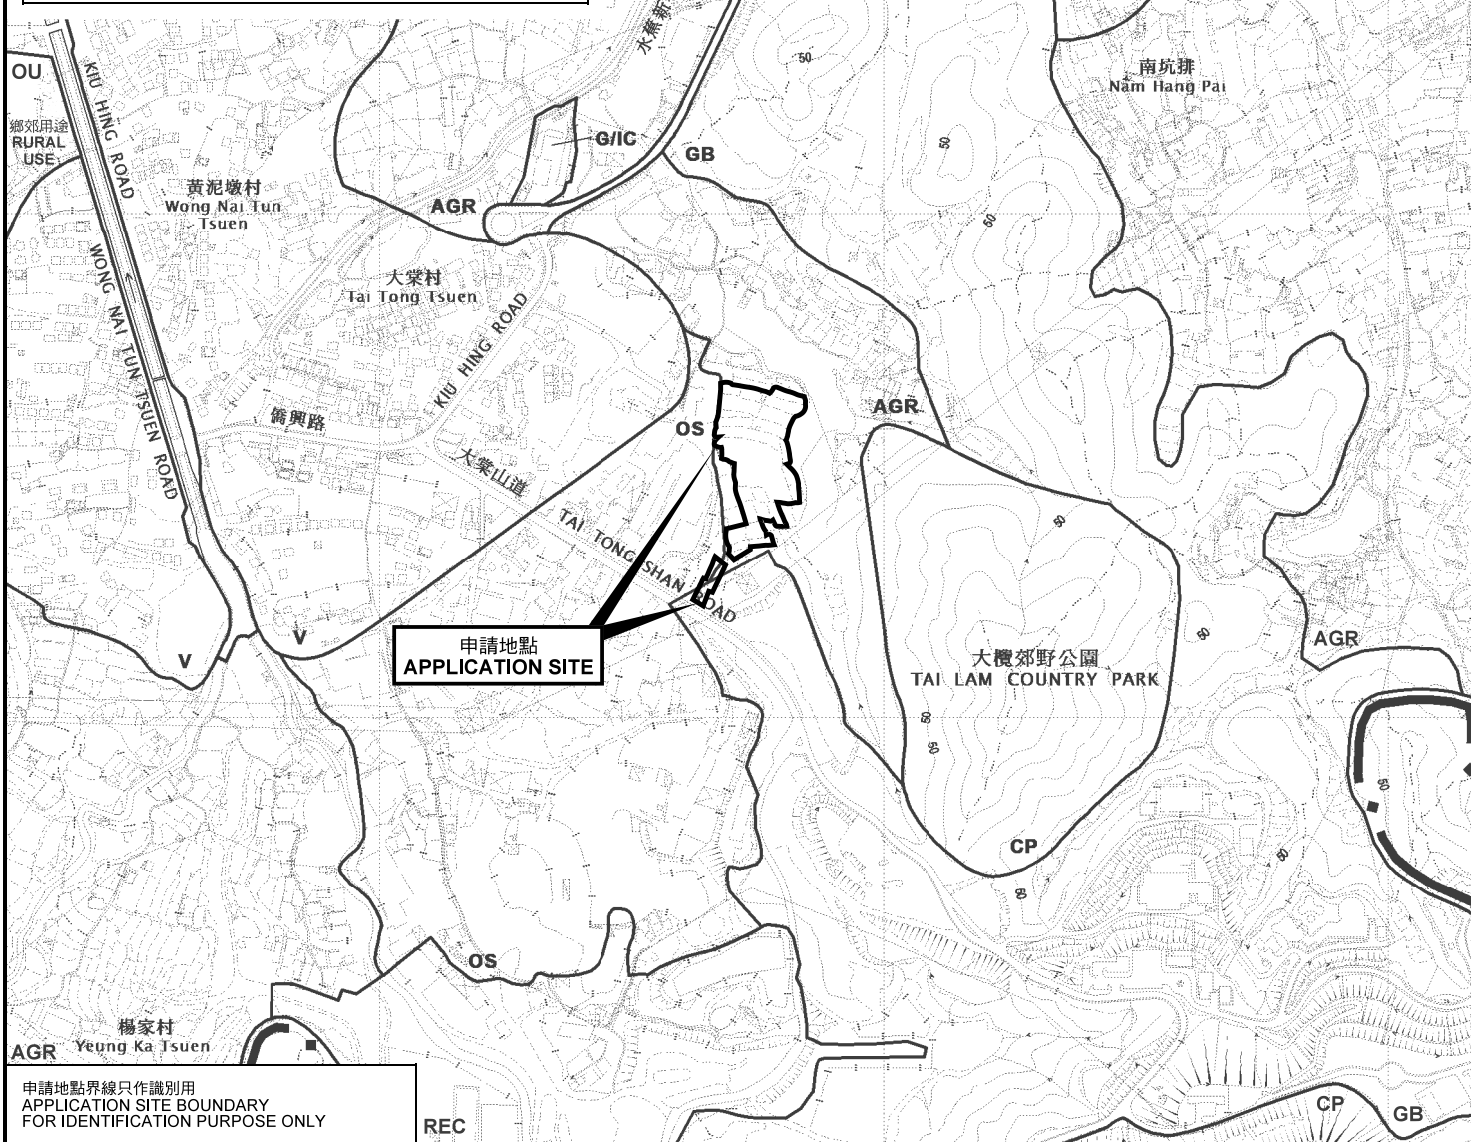 水蕉新
50
南坑排
Nam Hang Pai
OU
KIU HING ROAD
鄉郊用途
RURAL
USE
G/IC
50
GB
黃泥墩村
Wong Nai Tun
Tsuen
AGR
50
WONG NAI TUN TSUEN ROAD
大棠村
Tai Tong Tsuen
KIU HING ROAD
AGR
僑興路
OS
大棠山道
50
TAI TONG SHAN ROAD
V
V
50
AGR
申請地點
APPLICATION SITE
大欖郊野公園
TAI LAM COUNTRY PARK
50
50
50
CP
50
60
OS
楊家村
Yeung Ka Tsuen
AGR
申請地點界線只作識別用
APPLICATION SITE BOUNDARY
FOR IDENTIFICATION PURPOSE ONLY
REC
CP
GB